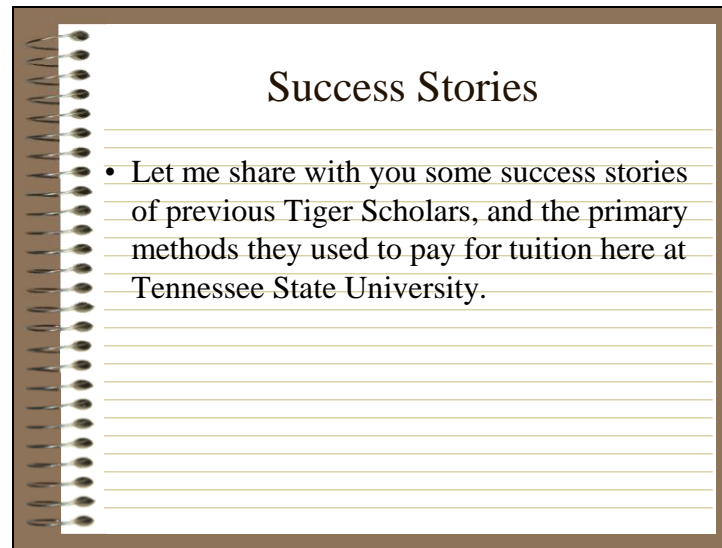 Success Stories
• Let me share with you some success stories
of previous Tiger Scholars, and the primary
methods they used to pay for tuition here at
Tennessee State University.